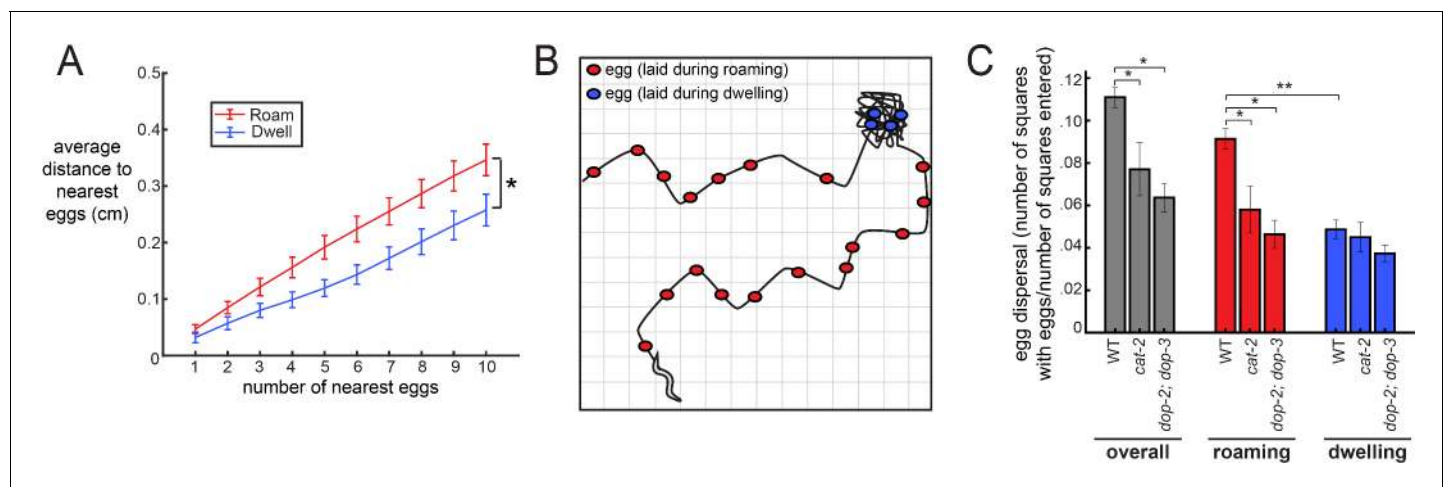 A
0.5
0.4
0.3
0.2
0.1
0
average
distance to
nearest
eggs (cm)
Roam
Dwell
*
1 2 3 4 5 6 7 8 9 10
number of nearest eggs
B
egg (laid during roaming)
egg (laid during dwelling)
C
egg dispersal (number of squares
with eggs/number of squares entered)
.12
.10
.08
.06
.04
.02
0
*
*
**
*
*
WT
cat-2
dop-2; dop-3
WT
cat-2
dop-2; dop-3
WT
cat-2
dop-2; dop-3
overall
roaming
dwelling